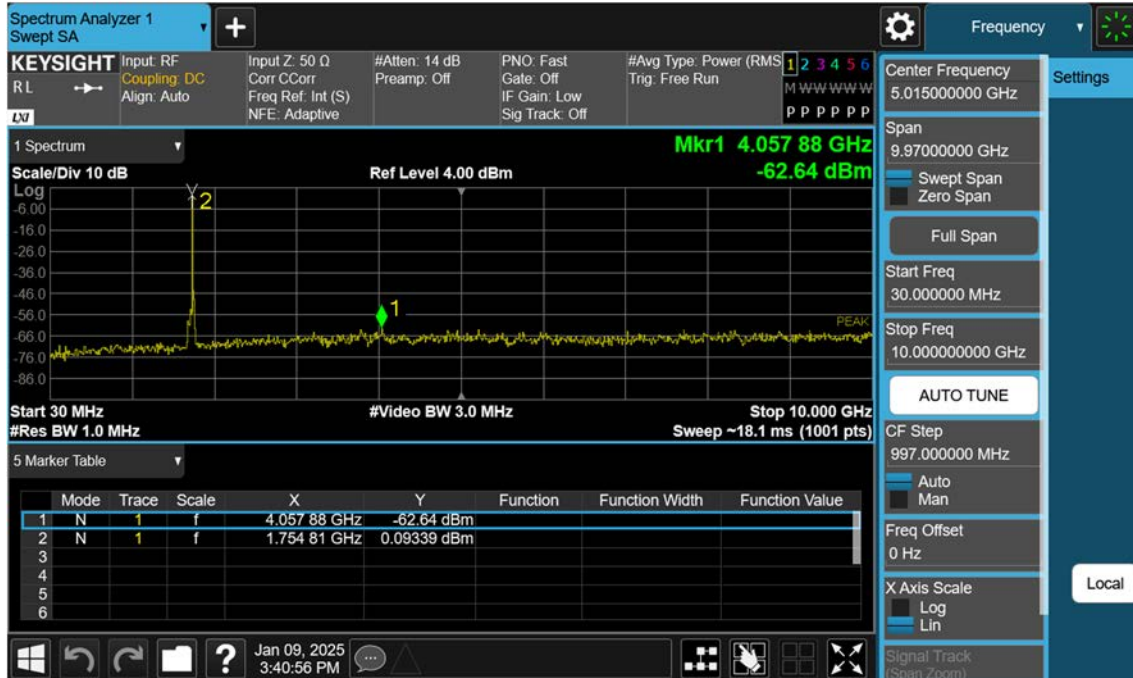 Spectrum Analyzer 1
Swept SA
+
Frequency
KEYSIGHT
RL
LXI
Input: RF
Coupling: DC
Align: Auto
Input Z: 50 Ω
Corr CCorr
Freq Ref: Int (S)
NFE: Adaptive
#Atten: 14 dB
Preamp: Off
PNO: Fast
Gate: Off
IF Gain: Low
Sig Track: Off
#Avg Type: Power (RMS
Trig: Free Run
1 2 3 4 5 6
M W W W W W
P P P P P P
1 Spectrum
Mkr1 4.057 88 GHz
-62.64 dBm
Scale/Div 10 dB
Ref Level 4.00 dBm
Log
-6.00
-16.0
-26.0
-36.0
-46.0
-56.0
-66.0
-76.0
-86.0
2
1
PEAK
Start 30 MHz
#Video BW 3.0 MHz
Stop 10.000 GHz
#Res BW 1.0 MHz
Sweep ~18.1 ms (1001 pts)
5 Marker Table
Mode Trace Scale X Y Function Function Width Function Value
1 N 1 f 4.057 88 GHz -62.64 dBm
2 N 1 f 1.754 81 GHz 0.09339 dBm
3
4
5
6
?
Jan 09, 2025
3:40:56 PM
Center Frequency
5.015000000 GHz
Span
9.97000000 GHz
Swept Span
Zero Span
Full Span
Start Freq
30.000000 MHz
Stop Freq
10.000000000 GHz
AUTO TUNE
CF Step
997.000000 MHz
Auto
Man
Freq Offset
0 Hz
X Axis Scale
Log
Lin
Signal Track
(Span Zoom)
Settings
Local